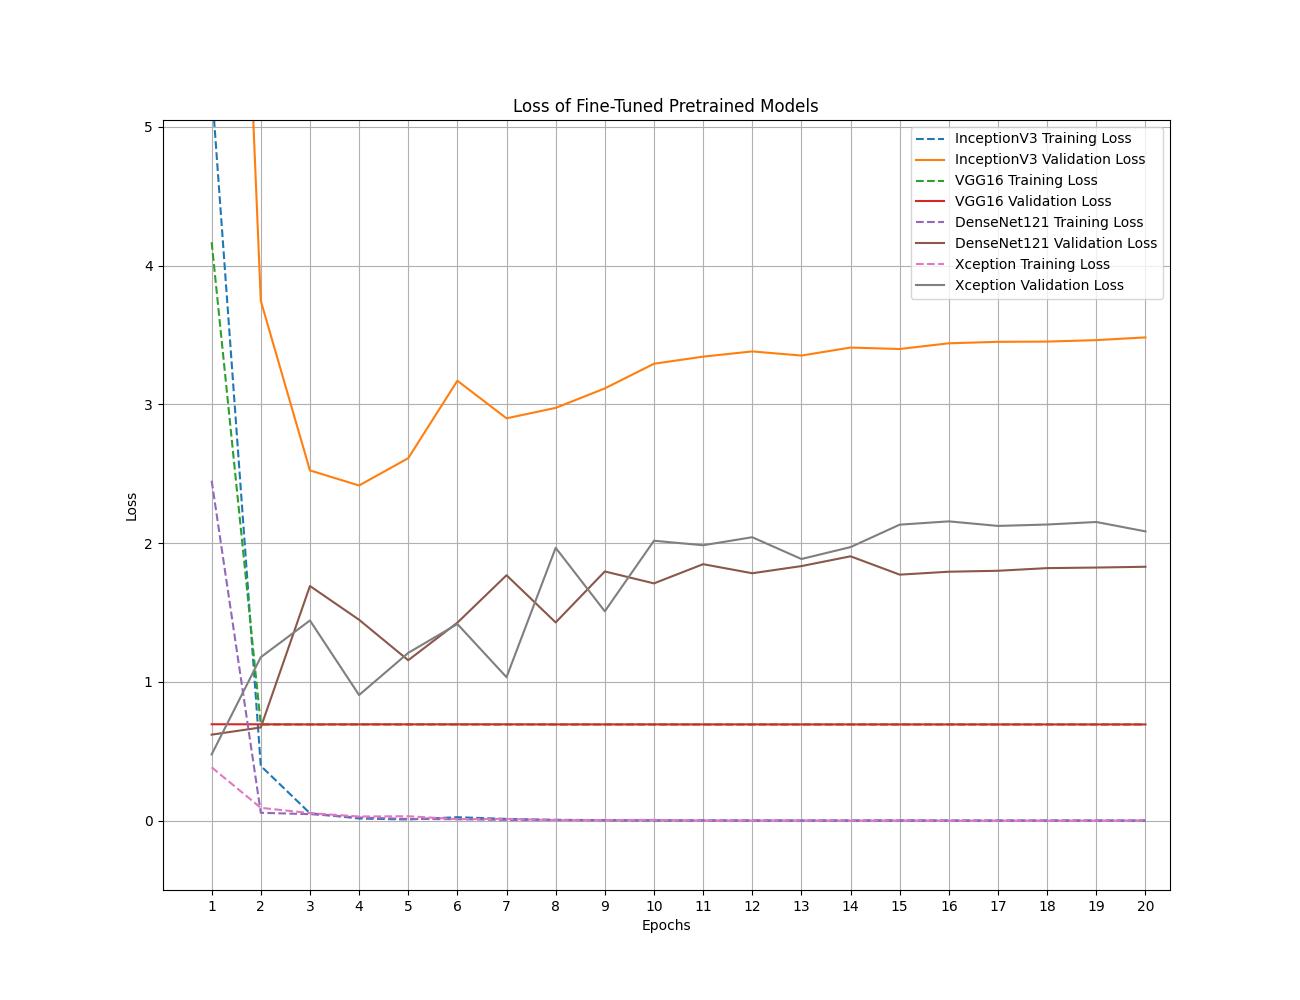 Loss of Fine-Tuned Pretrained Models
5
4
3
2
1
0
Loss
InceptionV3 Training Loss
InceptionV3 Validation Loss
VGG16 Training Loss
VGG16 Validation Loss
DenseNet121 Training Loss
DenseNet121 Validation Loss
Xception Training Loss
Xception Validation Loss
1 2 3 4 5 6 7 8 9 10 11 12 13 14 15 16 17 18 19 20
Epochs